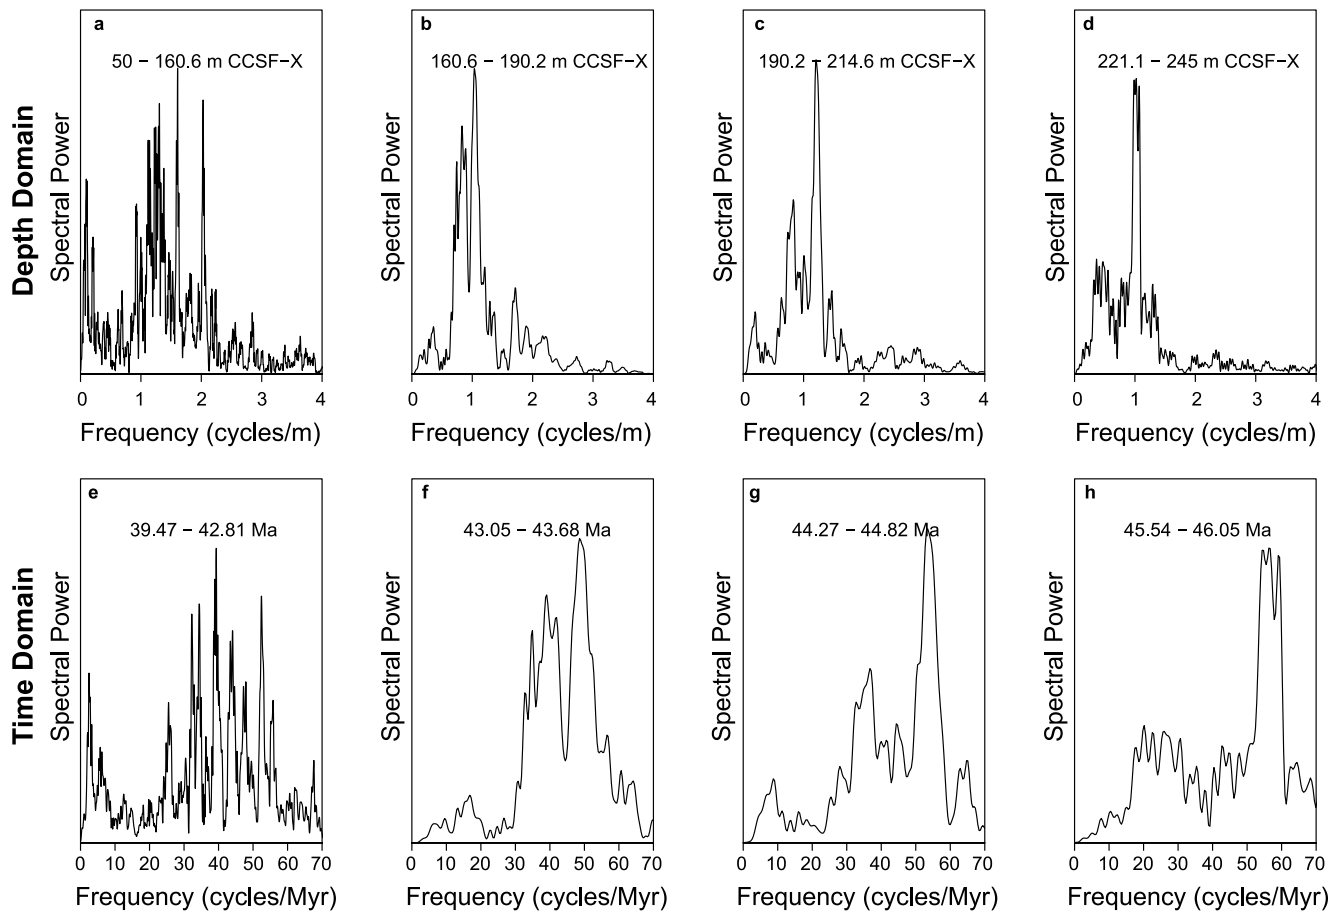 a
50 − 160.6 m CCSF−X
b
160.6 − 190.2 m CCSF−X
c
190.2 − 214.6 m CCSF−X
d
221.1 − 245 m CCSF−X
Depth Domain
Spectral Power
Spectral Power
Spectral Power
Spectral Power
0 1 2 3 4
0 1 2 3 4
0 1 2 3 4
0 1 2 3 4
Frequency (cycles/m)
Frequency (cycles/m)
Frequency (cycles/m)
Frequency (cycles/m)
e
39.47 − 42.81 Ma
f
43.05 − 43.68 Ma
g
44.27 − 44.82 Ma
h
45.54 − 46.05 Ma
Time Domain
Spectral Power
Spectral Power
Spectral Power
Spectral Power
0 10 20 30 40 50 60 70
0 10 20 30 40 50 60 70
0 10 20 30 40 50 60 70
0 10 20 30 40 50 60 70
Frequency (cycles/Myr)
Frequency (cycles/Myr)
Frequency (cycles/Myr)
Frequency (cycles/Myr)